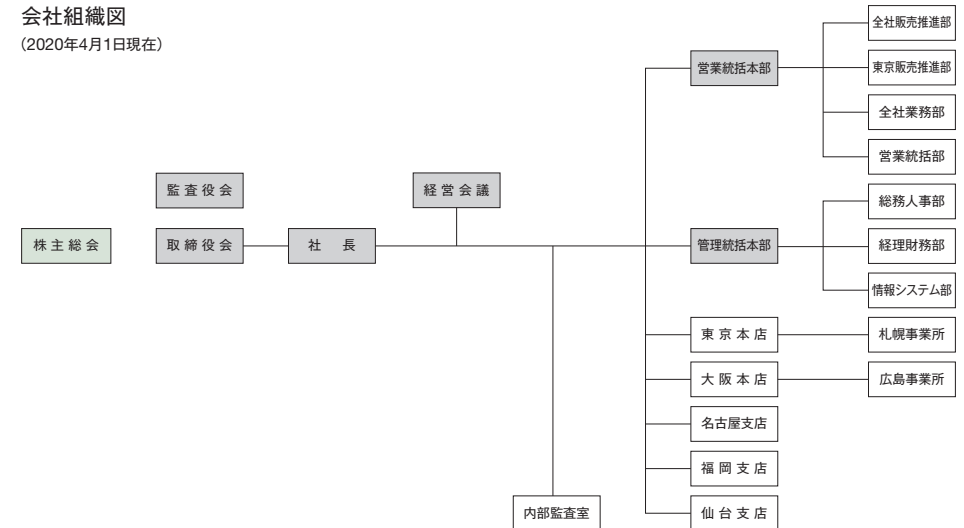 会社組織図
（2020年4月1日現在）
株主総会
監査役会
取締役会
社長
経営会議
内部監査室
営業統括本部
全社販売推進部
東京販売推進部
全社業務部
営業統括部
管理統括本部
総務人事部
経理財務部
情報システム部
東京本店
札幌事業所
大阪本店
広島事業所
名古屋支店
福岡支店
仙台支店